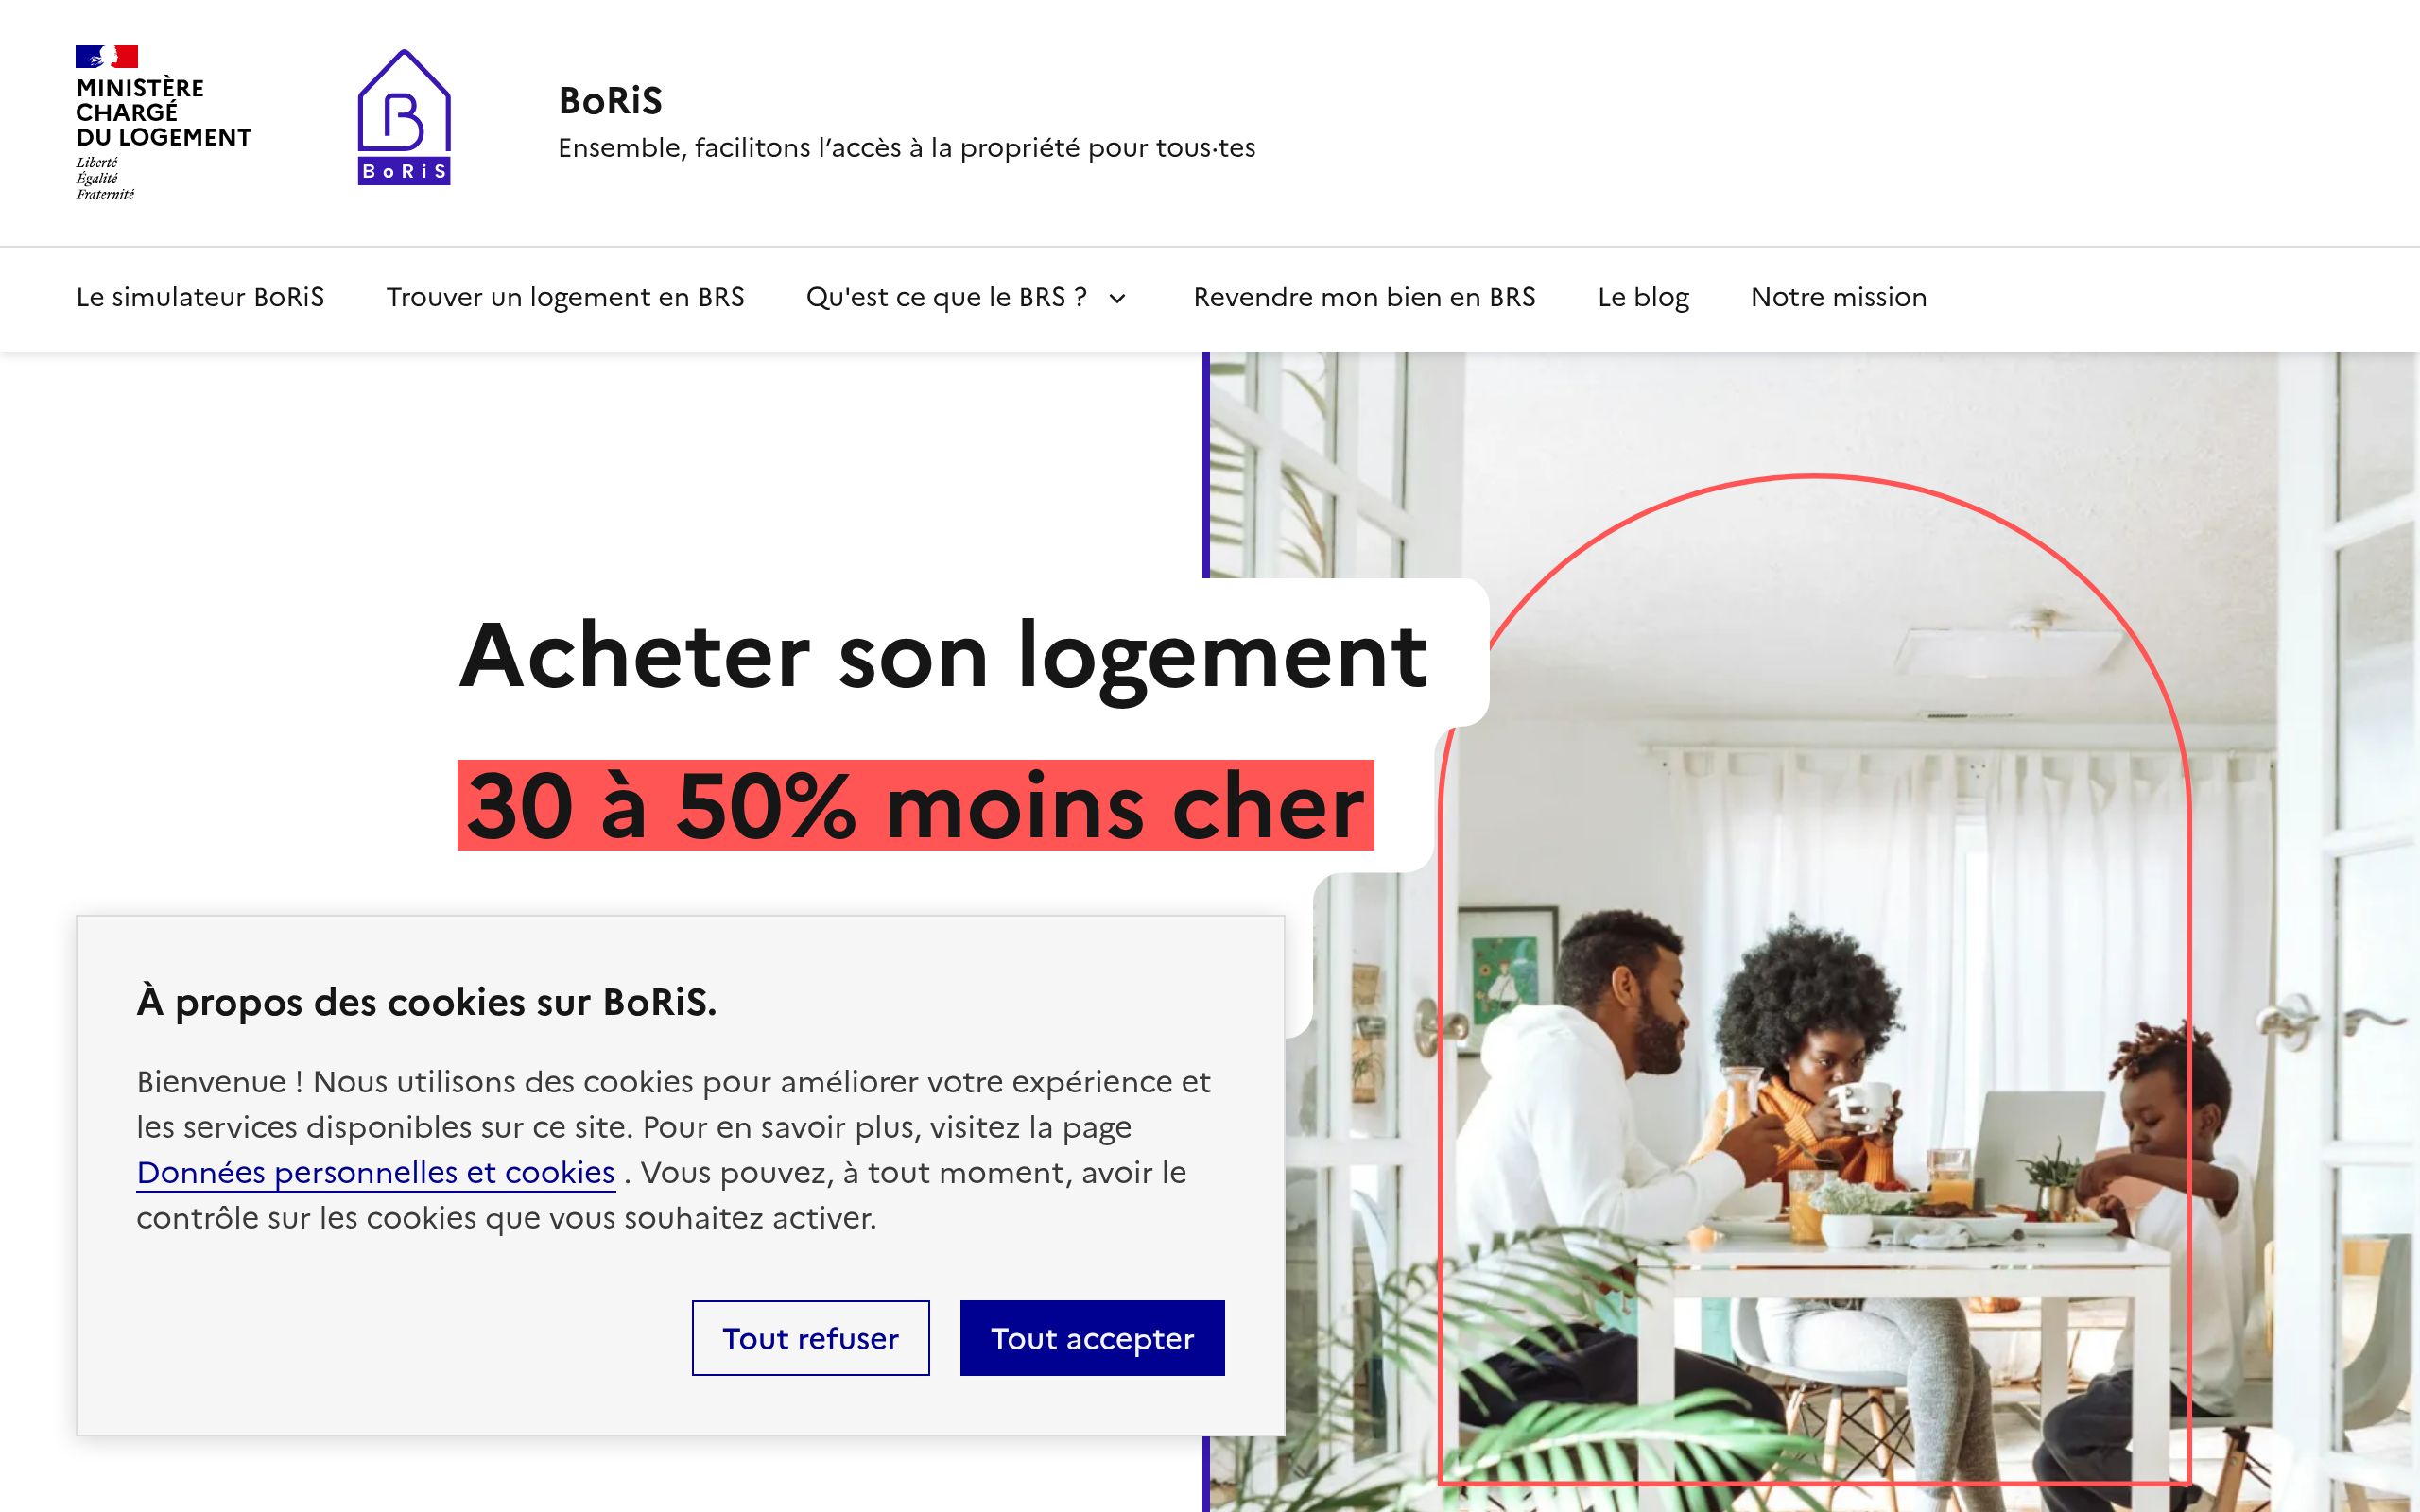 MINISTÈRE
CHARGÉ
DU LOGEMENT
Liberté
Égalité
Fraternité
BoRiS
BoRiS
Ensemble, facilitons l’accès à la propriété pour tous·tes
Le simulateur BoRiS
Trouver un logement en BRS
Qu'est ce que le BRS ?
Revendre mon bien en BRS
Le blog
Notre mission
Acheter son logement
30 à 50% moins cher
À propos des cookies sur BoRiS.
Bienvenue ! Nous utilisons des cookies pour améliorer votre expérience et
les services disponibles sur ce site. Pour en savoir plus, visitez la page
Données personnelles et cookies . Vous pouvez, à tout moment, avoir le
contrôle sur les cookies que vous souhaitez activer.
Tout refuser
Tout accepter